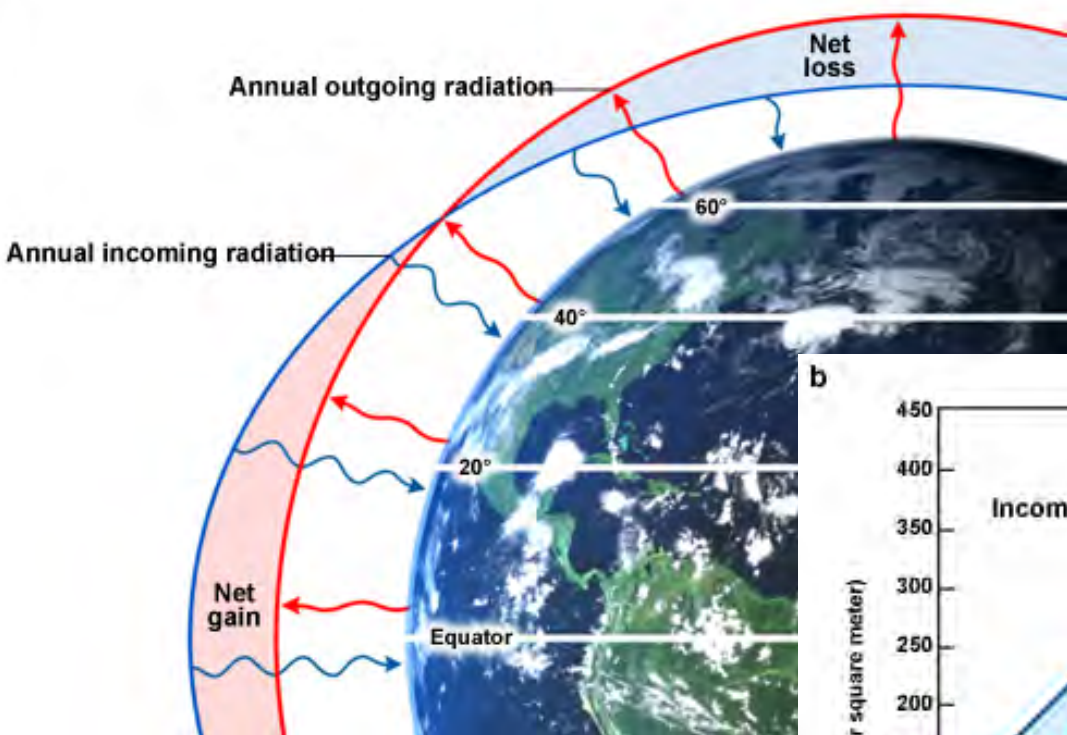 Net
loss
Annual outgoing radiation
60°
Annual incoming radiation
40°
20°
Net
gain
Equator
b
450
400
Incom
350
300
250
200
r square meter)